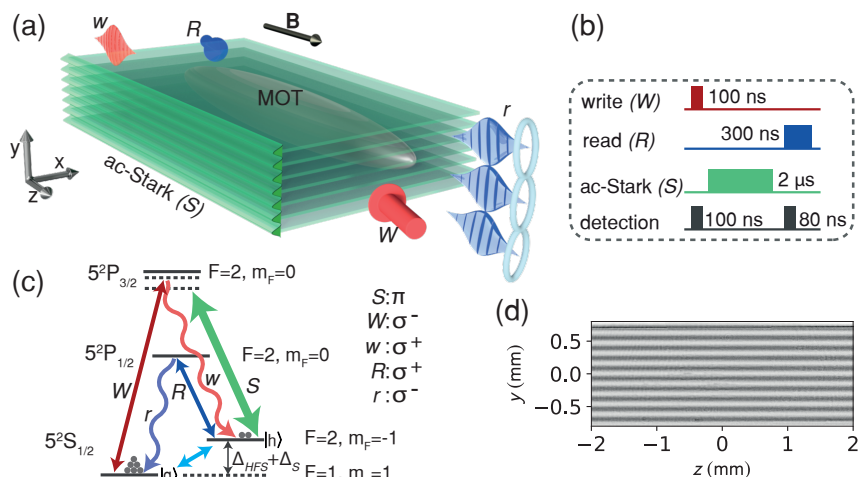 (a)
w
R
B
MOT
r
y
x
z
ac-Stark (S)
W
(b)
write (W)
100 ns
read (R)
300 ns
ac-Stark (S)
2 μs
detection
100 ns
80 ns
(c)
5²P₃/₂
F=2, mF=0
S:π
W:σ⁻
w:σ⁺
R:σ⁺
r:σ⁻
5²P₁/₂
F=2, mF=0
W
r
R
w
S
5²S₁/₂
|h⟩
F=2, mF=-1
ΔHFS+ΔS
(d)
y (mm)
0.5
0.0
−0.5
−2
−1
0
1
2
z (mm)